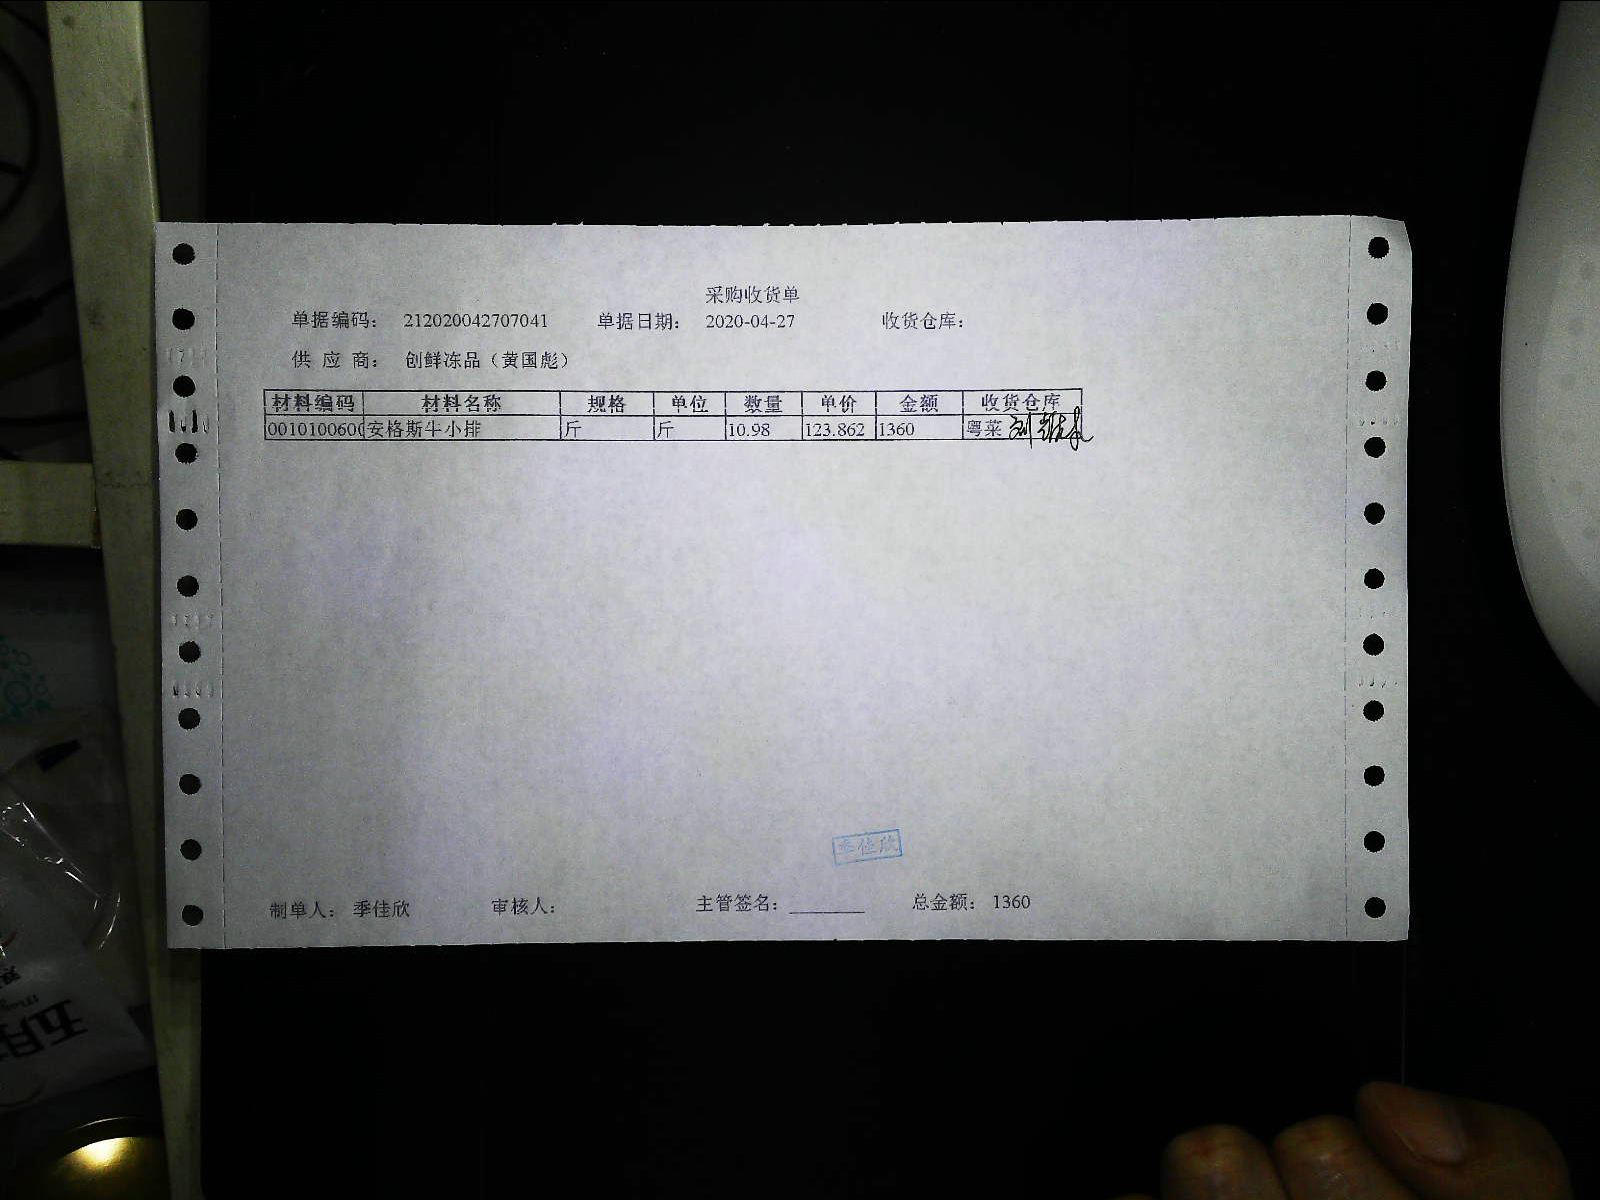 采购收货单
单据编码： 212020042707041 单据日期： 2020-04-27 收货仓库：
供 应 商： 创鲜冻品（黄国彪）
材料编码 材料名称 规格 单位 数量 单价 金额 收货仓库
0010100600 安格斯牛小排 斤 斤 10.98 123.862 1360 粤菜
季佳欣
制单人： 季佳欣 审核人： 主管签名： 总金额： 1360
五月